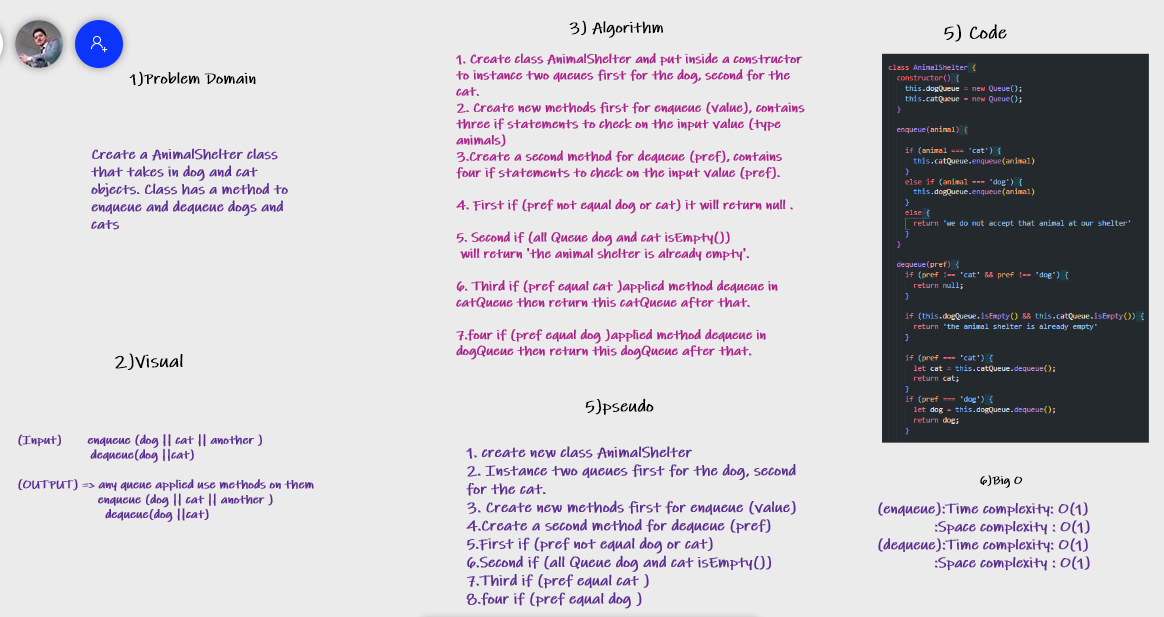 1)Problem Domain
Create a AnimalShelter class
that takes in dog and cat
objects. Class has a method to
enqueue and dequeue dogs and
cats
2)Visual
(Input) enqueue (dog || cat || another )
dequeue(dog ||cat)
(OUTPUT) => any queue applied use methods on them
enqueue (dog || cat || another )
dequeue(dog ||cat)
3) Algorithm
1. Create class AnimalShelter and put inside a constructor
to instance two queues first for the dog, second for the
cat.
2. Create new methods first for enqueue (value), contains
three if statements to check on the input value (type
animals)
3.Create a second method for dequeue (pref), contains
four if statements to check on the input value (pref).
4. First if (pref not equal dog or cat) it will return null .
5. Second if (all Queue dog and cat isEmpty())
will return 'the animal shelter is already empty'.
6. Third if (pref equal cat )applied method dequeue in
catQueue then return this catQueue after that.
7.four if (pref equal dog )applied method dequeue in
dogQueue then return this dogQueue after that.
5)pseudo
1. create new class AnimalShelter
2. Instance two queues first for the dog, second
for the cat.
3. Create new methods first for enqueue (value)
4.Create a second method for dequeue (pref)
5.First if (pref not equal dog or cat)
6.Second if (all Queue dog and cat isEmpty())
7.Third if (pref equal cat )
8.four if (pref equal dog )
5) Code
class AnimalShelter {
constructor() {
this.dogQueue = new Queue();
this.catQueue = new Queue();
}
enqueue(animal) {
if (animal === 'cat') {
this.catQueue.enqueue(animal)
}
else if (animal === 'dog') {
this.dogQueue.enqueue(animal)
}
else {
return 'we do not accept that animal at our shelter'
}
}
dequeue(pref) {
if (pref !== 'cat' && pref !== 'dog') {
return null;
}
if (this.dogQueue.isEmpty() && this.catQueue.isEmpty()) {
return 'the animal shelter is already empty'
}
if (pref === 'cat') {
let cat = this.catQueue.dequeue();
return cat;
}
if (pref === 'dog') {
let dog = this.dogQueue.dequeue();
return dog;
}
6)Big O
(enqueue):Time complexity: O(1)
:Space complexity : O(1)
(dequeue):Time complexity: O(1)
:Space complexity : O(1)